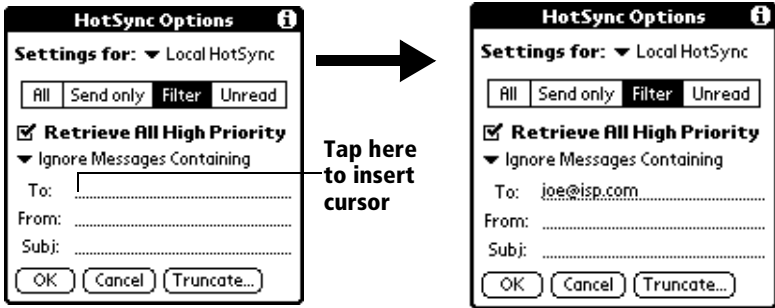 HotSync Options
Settings for: Local HotSync
All Send only Filter Unread
Retrieve All High Priority
Ignore Messages Containing
To:
From:
Subj:
OK Cancel Truncate...
Tap here
to insert
cursor
HotSync Options
Settings for: Local HotSync
All Send only Filter Unread
Retrieve All High Priority
Ignore Messages Containing
To: joe@isp.com
From:
Subj:
OK Cancel Truncate...